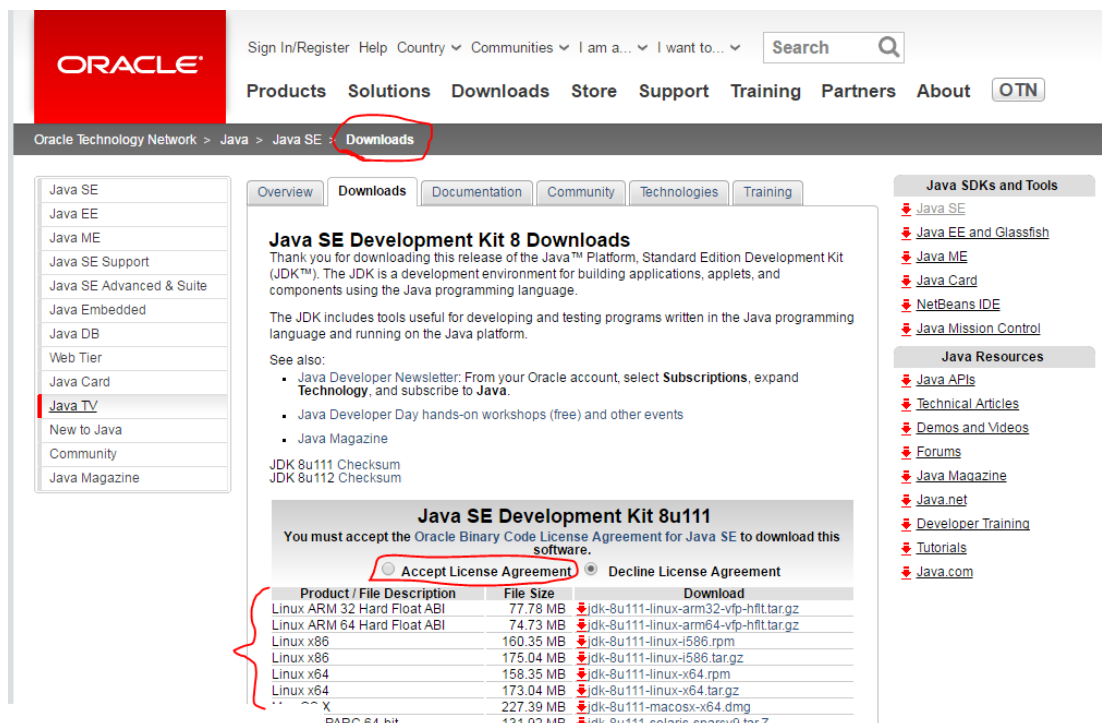 ORACLE
Sign In/Register Help Country Communities I am a... I want to... Search
Products Solutions Downloads Store Support Training Partners About OTN
Oracle Technology Network > Java > Java SE > Downloads
Java SE
Java EE
Java ME
Java SE Support
Java SE Advanced & Suite
Java Embedded
Java DB
Web Tier
Java Card
Java TV
New to Java
Community
Java Magazine
Overview Downloads Documentation Community Technologies Training
Java SE Development Kit 8 Downloads
Thank you for downloading this release of the Java™ Platform, Standard Edition Development Kit
(JDK™). The JDK is a development environment for building applications, applets, and
components using the Java programming language.
The JDK includes tools useful for developing and testing programs written in the Java programming
language and running on the Java platform.
See also:
Java Developer Newsletter: From your Oracle account, select Subscriptions, expand
Technology, and subscribe to Java.
Java Developer Day hands-on workshops (free) and other events
Java Magazine
JDK 8u111 Checksum
JDK 8u112 Checksum
Java SE Development Kit 8u111
You must accept the Oracle Binary Code License Agreement for Java SE to download this
software.
Accept License Agreement Decline License Agreement
Product / File Description File Size Download
Linux ARM 32 Hard Float ABI 77.78 MB jdk-8u111-linux-arm32-vfp-hflt.tar.gz
Linux ARM 64 Hard Float ABI 74.73 MB jdk-8u111-linux-arm64-vfp-hflt.tar.gz
Linux x86 160.35 MB jdk-8u111-linux-i586.rpm
Linux x86 175.04 MB jdk-8u111-linux-i586.tar.gz
Linux x64 158.35 MB jdk-8u111-linux-x64.rpm
Linux x64 173.04 MB jdk-8u111-linux-x64.tar.gz
X 227.39 MB jdk-8u111-macosx-x64.dmg
64-bit 131.92 MB jdk-8u111-solaris-sparcv9.tar.Z
Java SDKs and Tools
Java SE
Java EE and Glassfish
Java ME
Java Card
NetBeans IDE
Java Mission Control
Java Resources
Java APIs
Technical Articles
Demos and Videos
Forums
Java Magazine
Java.net
Developer Training
Tutorials
Java.com